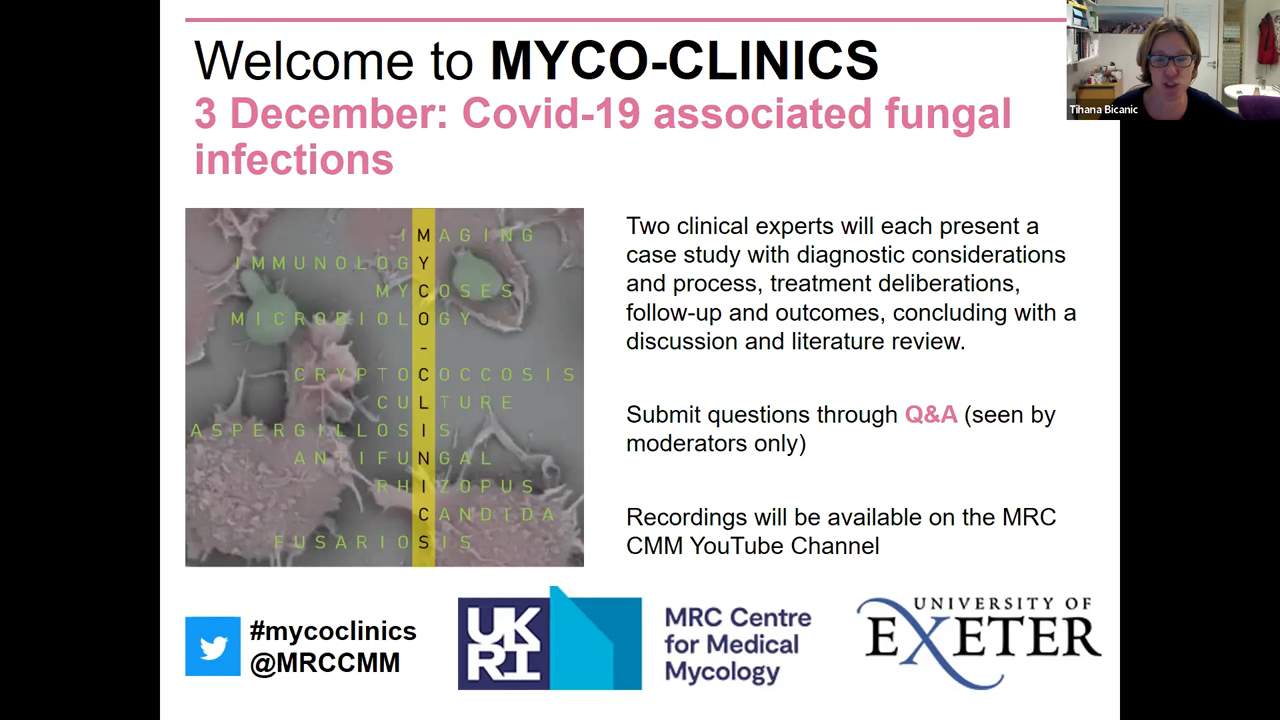 Welcome to MYCO-CLINICS
3 December: Covid-19 associated fungal
infections
Tihana Bicanic
IMAGING
IMMUNOLOGY
MYCOSES
MICROBIOLOGY
-
CRYPTOCOCCOSIS
CULTURE
ASPERGILLOSIS
ANTIFUNGAL
RHIZOPUS
CANDIDA
FUSARIOSIS
Two clinical experts will each present a
case study with diagnostic considerations
and process, treatment deliberations,
follow-up and outcomes, concluding with a
discussion and literature review.
Submit questions through Q&A (seen by
moderators only)
Recordings will be available on the MRC
CMM YouTube Channel
#mycoclinics
@MRCCMM
UK
RI
MRC Centre
for Medical
Mycology
UNIVERSITY OF
EXETER